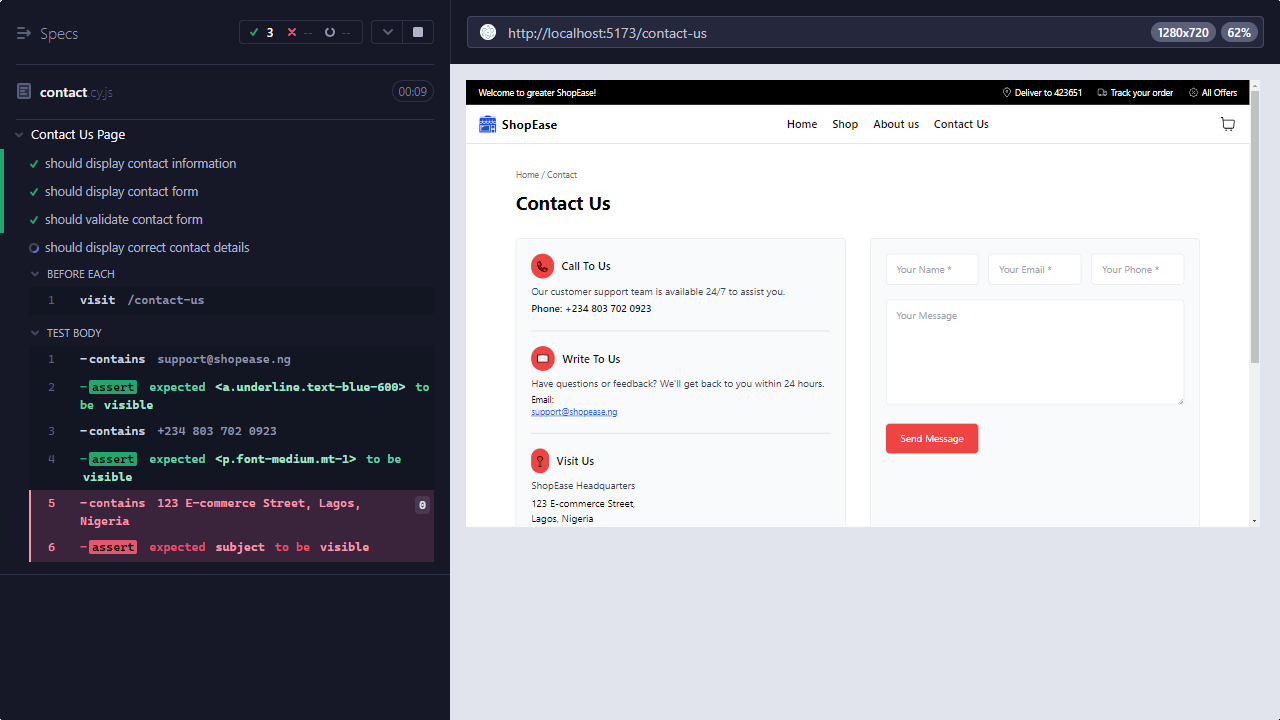 Specs
3
--
--
contact.cy.js
00:09
Contact Us Page
should display contact information
should display contact form
should validate contact form
should display correct contact details
BEFORE EACH
1 visit /contact-us
TEST BODY
1 -contains support@shopease.ng
2 -assert expected <a.underline.text-blue-600> to
be visible
3 -contains +234 803 702 0923
4 -assert expected <p.font-medium.mt-1> to be
visible
5 -contains 123 E-commerce Street, Lagos, 0
Nigeria
6 -assert expected subject to be visible
http://localhost:5173/contact-us
1280x720
62%
Welcome to greater ShopEase!
Deliver to 423651
Track your order
All Offers
ShopEase
Home
Shop
About us
Contact Us
Home / Contact
Contact Us
Call To Us
Our customer support team is available 24/7 to assist you.
Phone: +234 803 702 0923
Write To Us
Have questions or feedback? We'll get back to you within 24 hours.
Email:
support@shopease.ng
Visit Us
ShopEase Headquarters
123 E-commerce Street,
Lagos, Nigeria
Your Name *
Your Email *
Your Phone *
Your Message
Send Message